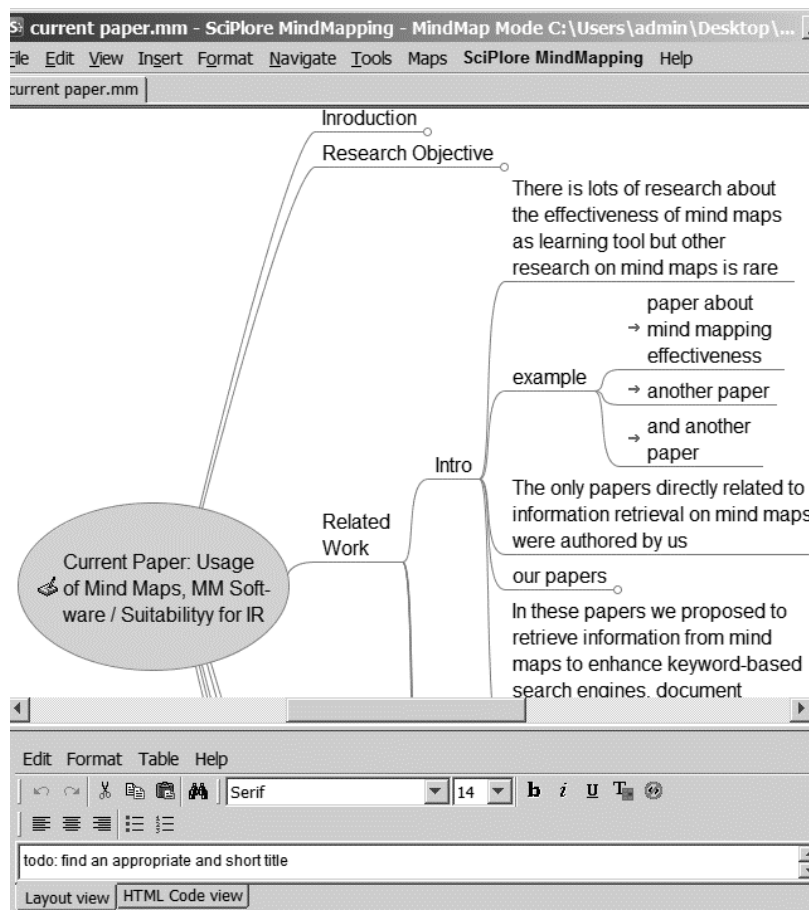 current paper.mm - SciPlore MindMapping - MindMap Mode C:\Users\admin\Desktop\...
File Edit View Insert Format Navigate Tools Maps SciPlore MindMapping Help
current paper.mm
Inroduction
Research Objective
There is lots of research about
the effectiveness of mind maps
as learning tool but other
research on mind maps is rare
paper about
mind mapping
effectiveness
example
another paper
and another
paper
Intro
The only papers directly related to
information retrieval on mind maps
were authored by us
Related
Work
our papers
Current Paper: Usage
of Mind Maps, MM Soft-
ware / Suitabilityy for IR
In these papers we proposed to
retrieve information from mind
maps to enhance keyword-based
search engines, document
Edit Format Table Help
Serif 14 b i U T
todo: find an appropriate and short title
Layout view HTML Code view